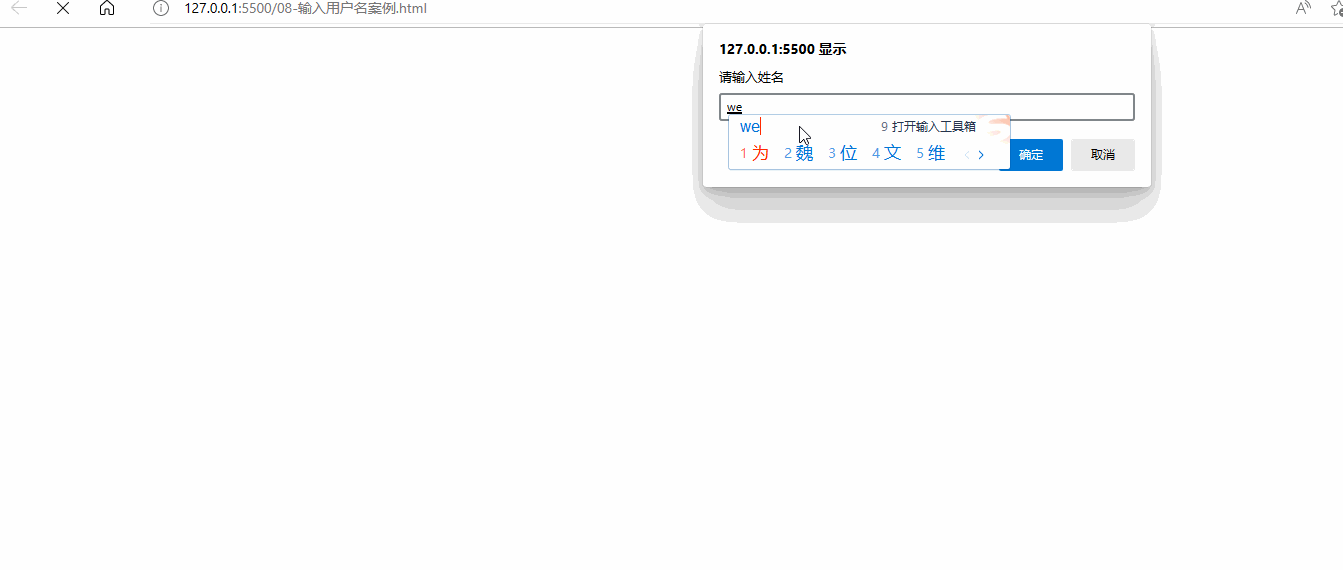 127.0.0.1:5500/08-输入用户名案例.html
127.0.0.1:5500 显示
请输入姓名
we
we 9 打开输入工具箱
1 为 2 魏 3 位 4 文 5 维
确定 取消